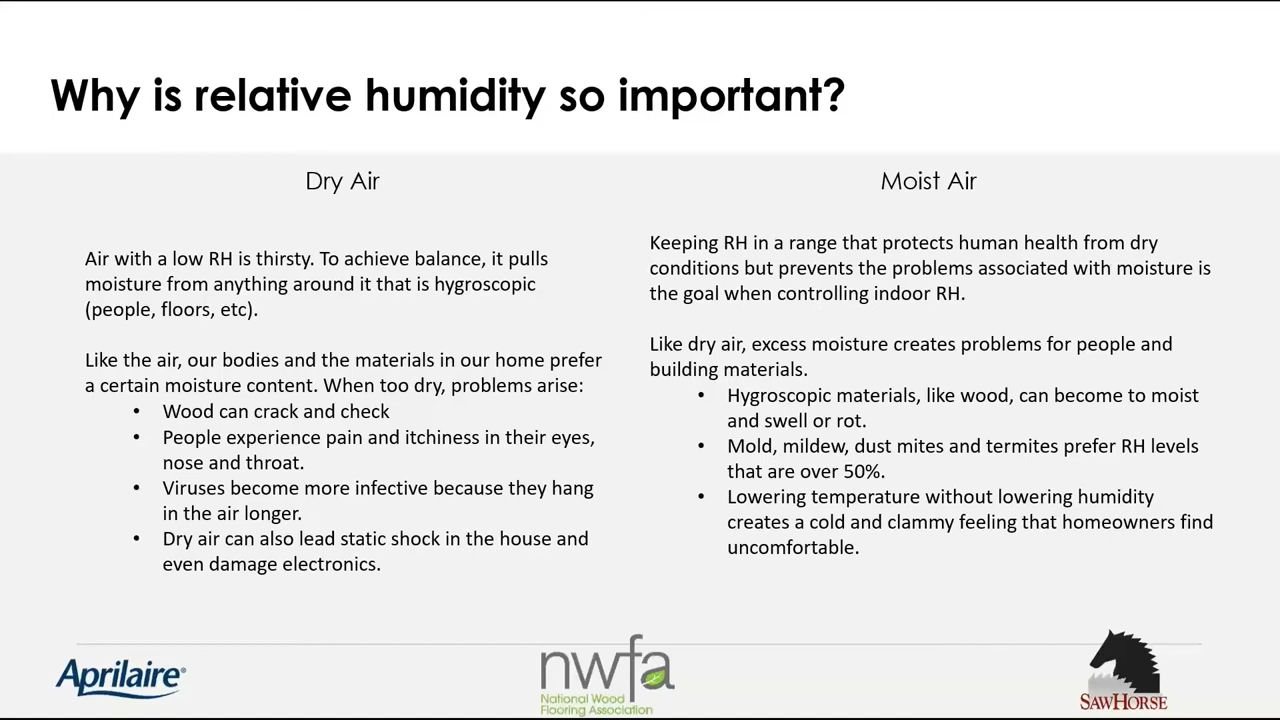 Why is relative humidity so important?
Dry Air
Air with a low RH is thirsty. To achieve balance, it pulls
moisture from anything around it that is hygroscopic
(people, floors, etc).
Like the air, our bodies and the materials in our home prefer
a certain moisture content. When too dry, problems arise:
• Wood can crack and check
• People experience pain and itchiness in their eyes,
nose and throat.
• Viruses become more infective because they hang
in the air longer.
• Dry air can also lead static shock in the house and
even damage electronics.
Moist Air
Keeping RH in a range that protects human health from dry
conditions but prevents the problems associated with moisture is
the goal when controlling indoor RH.
Like dry air, excess moisture creates problems for people and
building materials.
• Hygroscopic materials, like wood, can become to moist
and swell or rot.
• Mold, mildew, dust mites and termites prefer RH levels
that are over 50%.
• Lowering temperature without lowering humidity
creates a cold and clammy feeling that homeowners find
uncomfortable.
Aprilaire®
nwfa
National Wood
Flooring Association
SAWHORSE